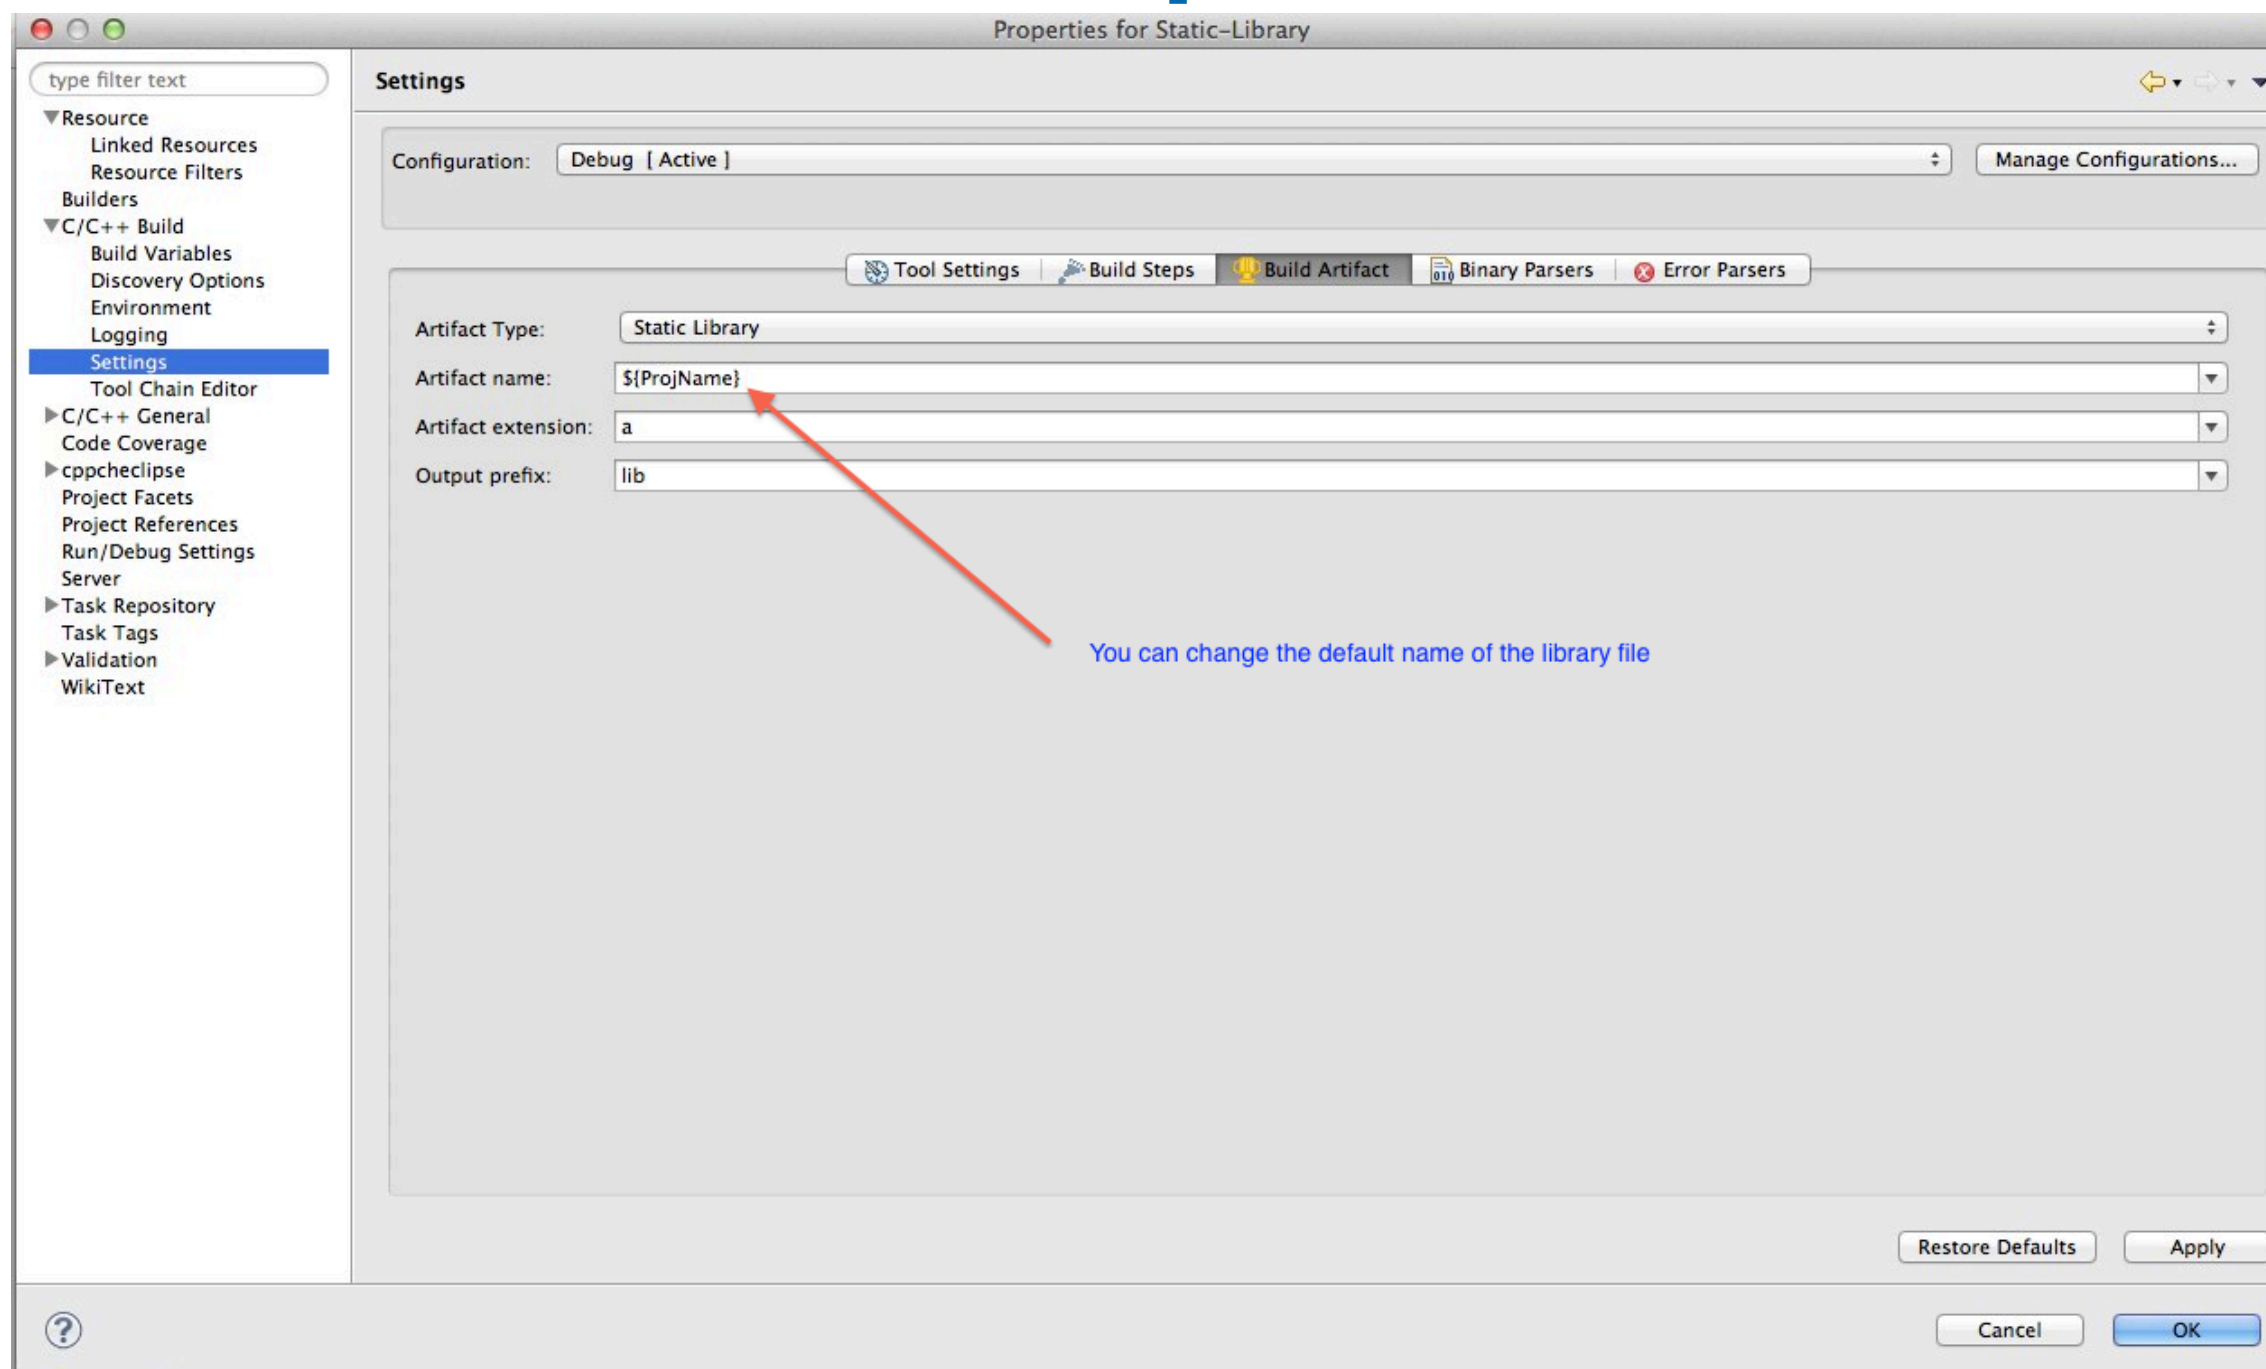 Properties for Static-Library
type filter text
Resource
Linked Resources
Resource Filters
Builders
C/C++ Build
Build Variables
Discovery Options
Environment
Logging
Settings
Tool Chain Editor
C/C++ General
Code Coverage
cppcheclipse
Project Facets
Project References
Run/Debug Settings
Server
Task Repository
Task Tags
Validation
WikiText
Settings
Configuration: Debug [ Active ] Manage Configurations...
Tool Settings Build Steps Build Artifact 010 Binary Parsers Error Parsers
Artifact Type: Static Library
Artifact name: ${ProjName}
Artifact extension: a
Output prefix: lib
You can change the default name of the library file
Restore Defaults Apply
? Cancel OK